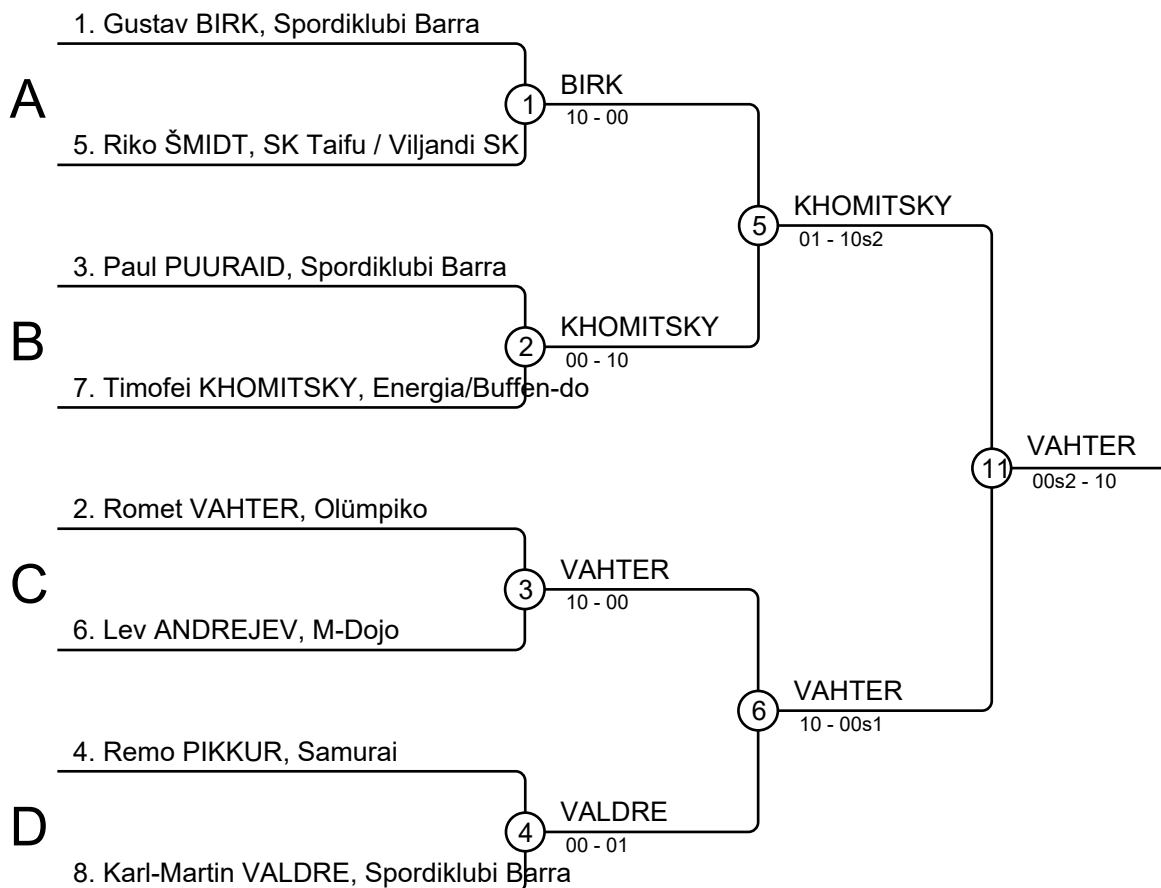 1. Gustav BIRK, Spordiklubi Barra
A
1
BIRK
10 - 00
5. Riko ŠMIDT, SK Taifu / Viljandi SK
5
KHOMITSKY
01 - 10s2
3. Paul PUURAID, Spordiklubi Barra
B
2
KHOMITSKY
00 - 10
7. Timofei KHOMITSKY, Energia/Buffen-do
11
VAHTER
00s2 - 10
2. Romet VAHTER, Olümpiko
C
3
VAHTER
10 - 00
6. Lev ANDREJEV, M-Dojo
6
VAHTER
10 - 00s1
4. Remo PIKKUR, Samurai
D
4
VALDRE
00 - 01
8. Karl-Martin VALDRE, Spordiklubi Barra